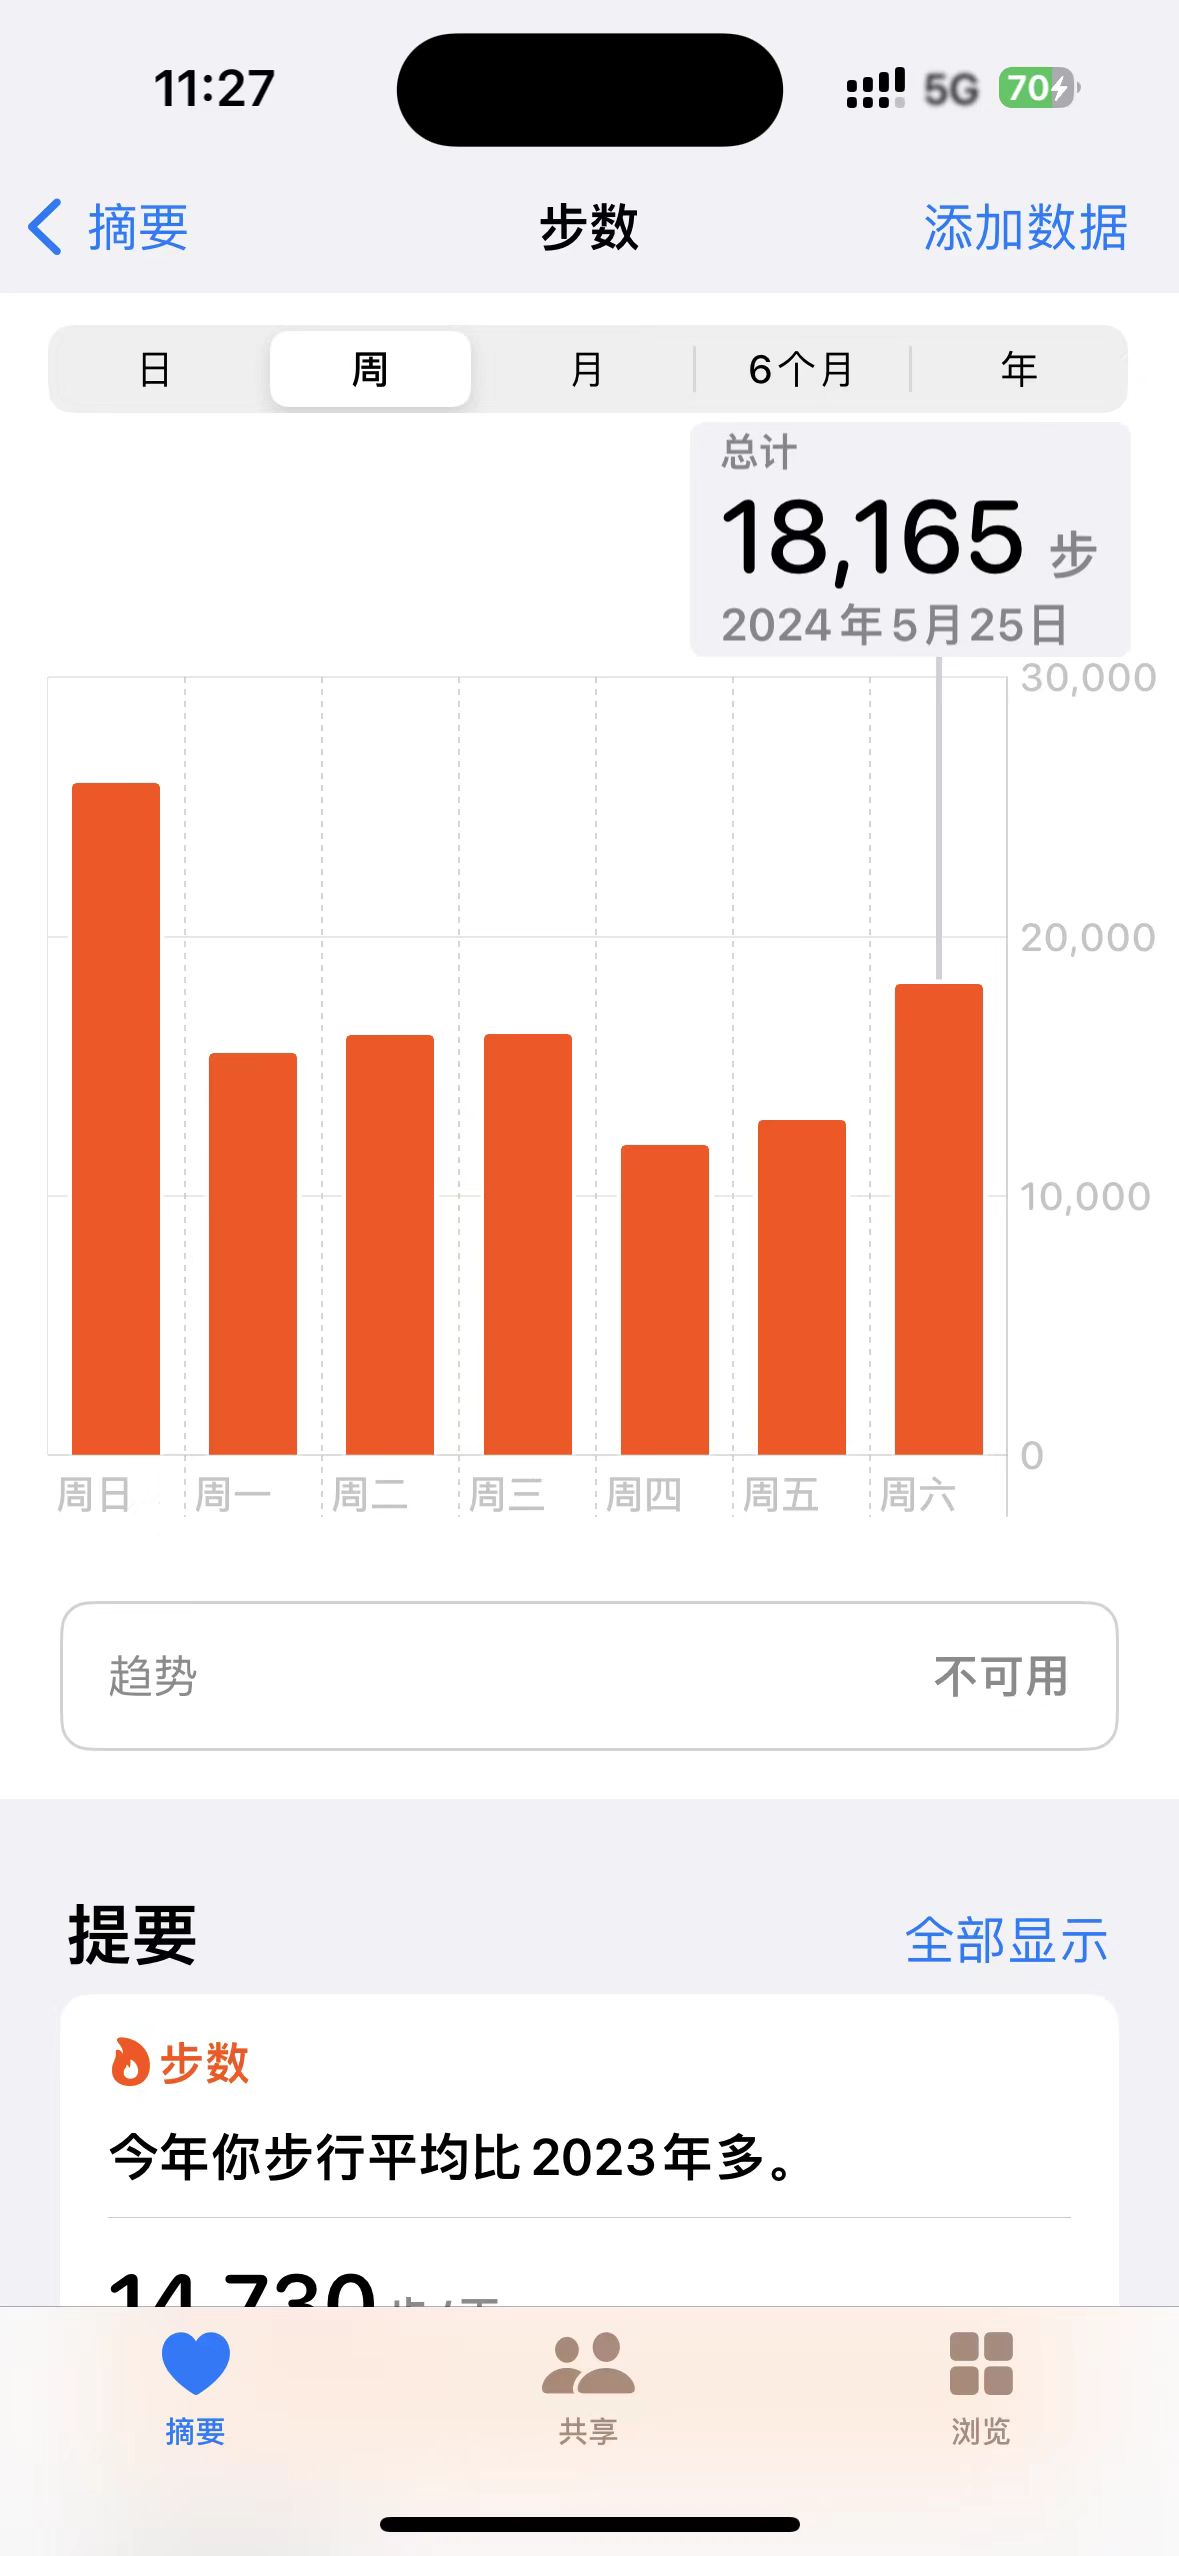 11:27 5G 70
摘要 步数 添加数据
日 周 月 6个月 年
总计
18,165 步
2024年5月25日
30,000
20,000
10,000
0
周日 周一 周二 周三 周四 周五 周六
趋势 不可用
提要 全部显示
步数
今年你步行平均比2023年多。
14,730 步/天
摘要 共享 浏览